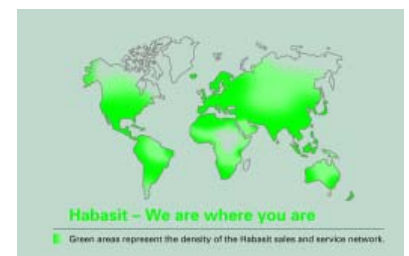 Habasit – We are where you are
Green areas represent the density of the Habasit sales and service network.